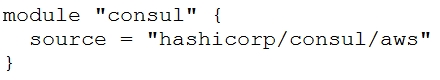 module "consul" {
  source = "hashicorp/consul/aws"
}